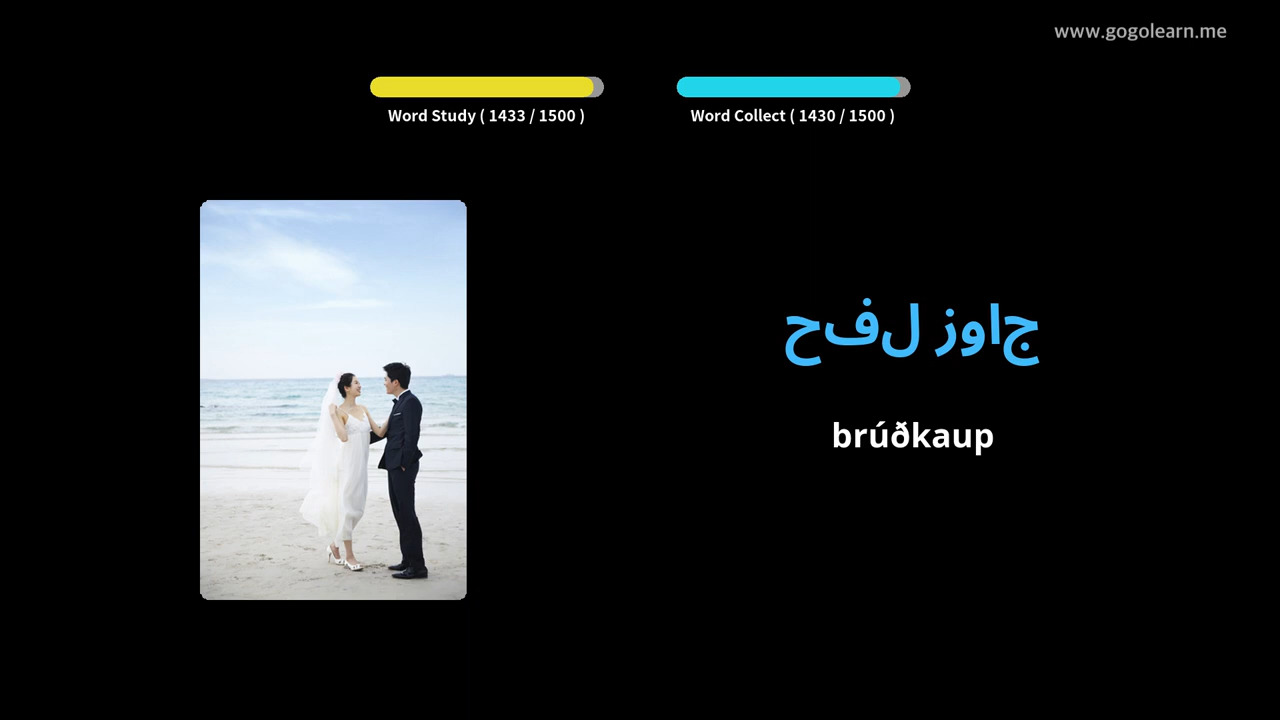 www.gogolearn.me
Word Study ( 1433 / 1500 )
Word Collect ( 1430 / 1500 )
حفل زواج
brúðkaup